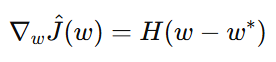 ∇_w Ĵ(w) = H(w − w*)